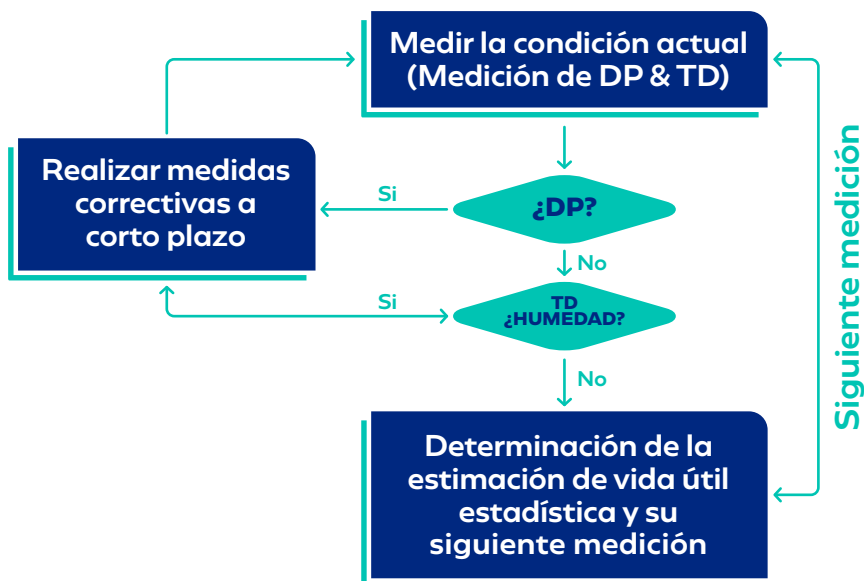 Medir la condición actual
(Medición de DP & TD)
Realizar medidas
correctivas a
corto plazo
Si
¿DP?
No
Si
TD
¿HUMEDAD?
No
Determinación de la
estimación de vida útil
estadística y su
siguiente medición
Siguiente medición